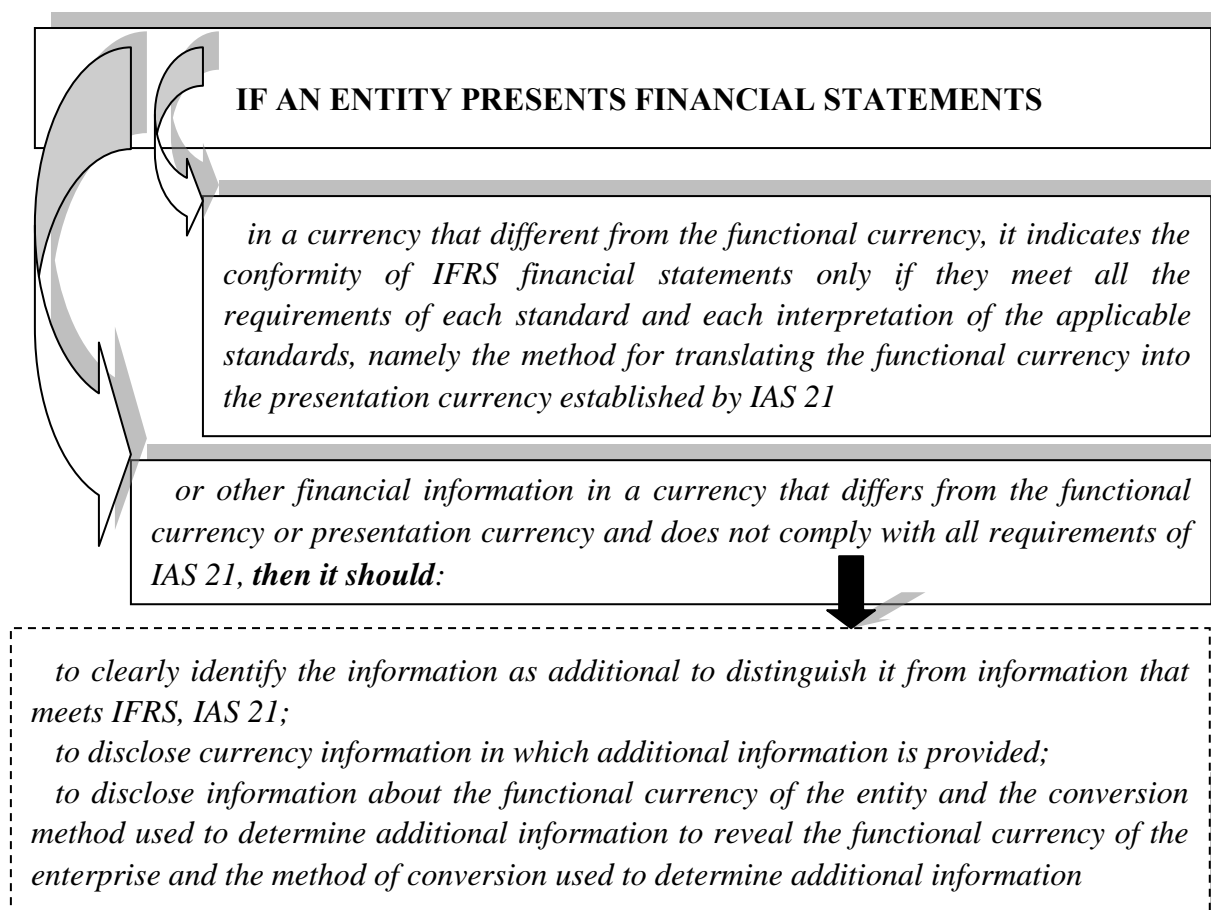 IF AN ENTITY PRESENTS FINANCIAL STATEMENTS
in a currency that different from the functional currency, it indicates the
conformity of IFRS financial statements only if they meet all the
requirements of each standard and each interpretation of the applicable
standards, namely the method for translating the functional currency into
the presentation currency established by IAS 21
or other financial information in a currency that differs from the functional
currency or presentation currency and does not comply with all requirements of
IAS 21, then it should:
to clearly identify the information as additional to distinguish it from information that
meets IFRS, IAS 21;
to disclose currency information in which additional information is provided;
to disclose information about the functional currency of the entity and the conversion
method used to determine additional information to reveal the functional currency of the
enterprise and the method of conversion used to determine additional information